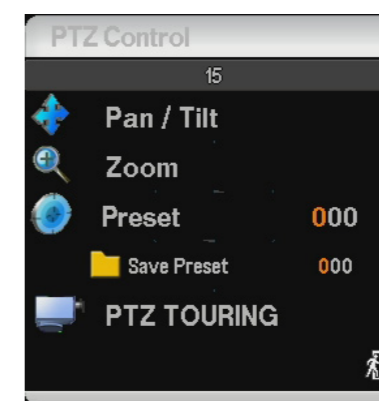 PTZ Control
15
Pan / Tilt
Zoom
Preset 000
Save Preset 000
PTZ TOURING